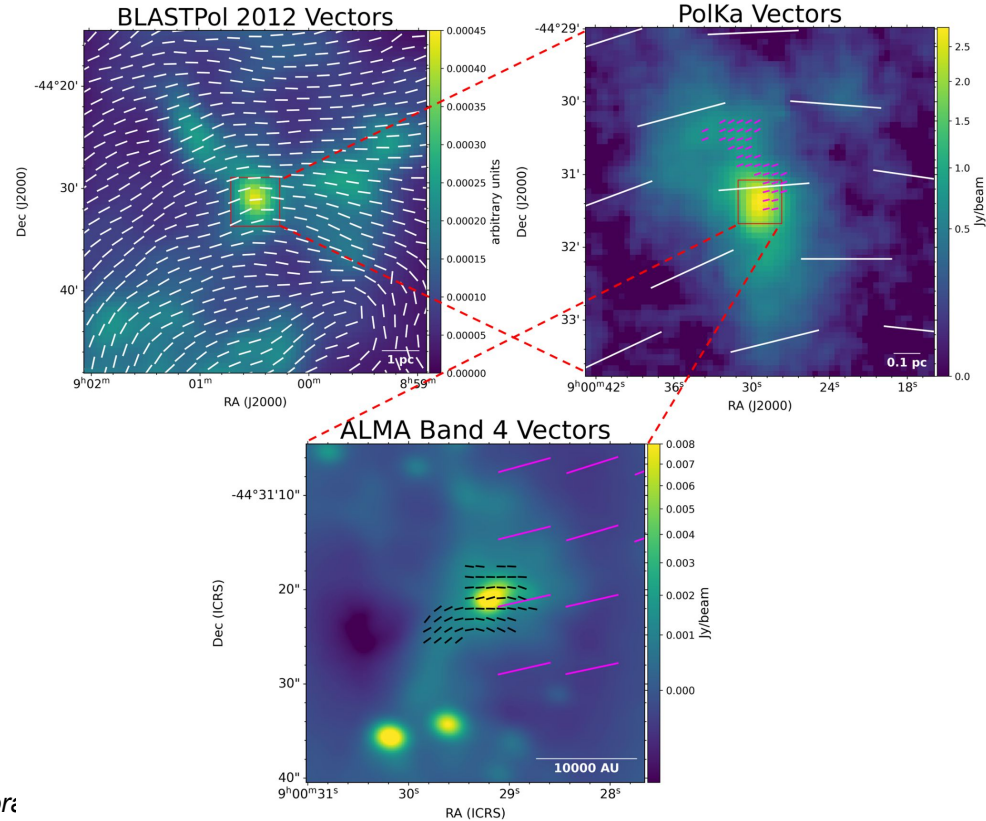 BLASTPol 2012 Vectors
-44°20'
30'
40'
Dec (J2000)
9ʰ02ᵐ
01ᵐ
00ᵐ
8ʰ59ᵐ
RA (J2000)
1 pc
0.00045
0.00040
0.00035
0.00030
0.00025
0.00020
0.00015
0.00010
0.00005
0.00000
arbitrary units
PolKa Vectors
-44°29'
30'
31'
32'
33'
Dec (J2000)
9ʰ00ᵐ42ˢ
36ˢ
30ˢ
24ˢ
18ˢ
RA (J2000)
0.1 pc
2.5
2.0
1.5
1.0
0.5
0.0
Jy/beam
ALMA Band 4 Vectors
-44°31'10"
20"
30"
40"
Dec (ICRS)
9ʰ00ᵐ31ˢ
30ˢ
29ˢ
28ˢ
RA (ICRS)
10000 AU
0.008
0.007
0.006
0.005
0.004
0.003
0.002
0.001
0.000
Jy/beam